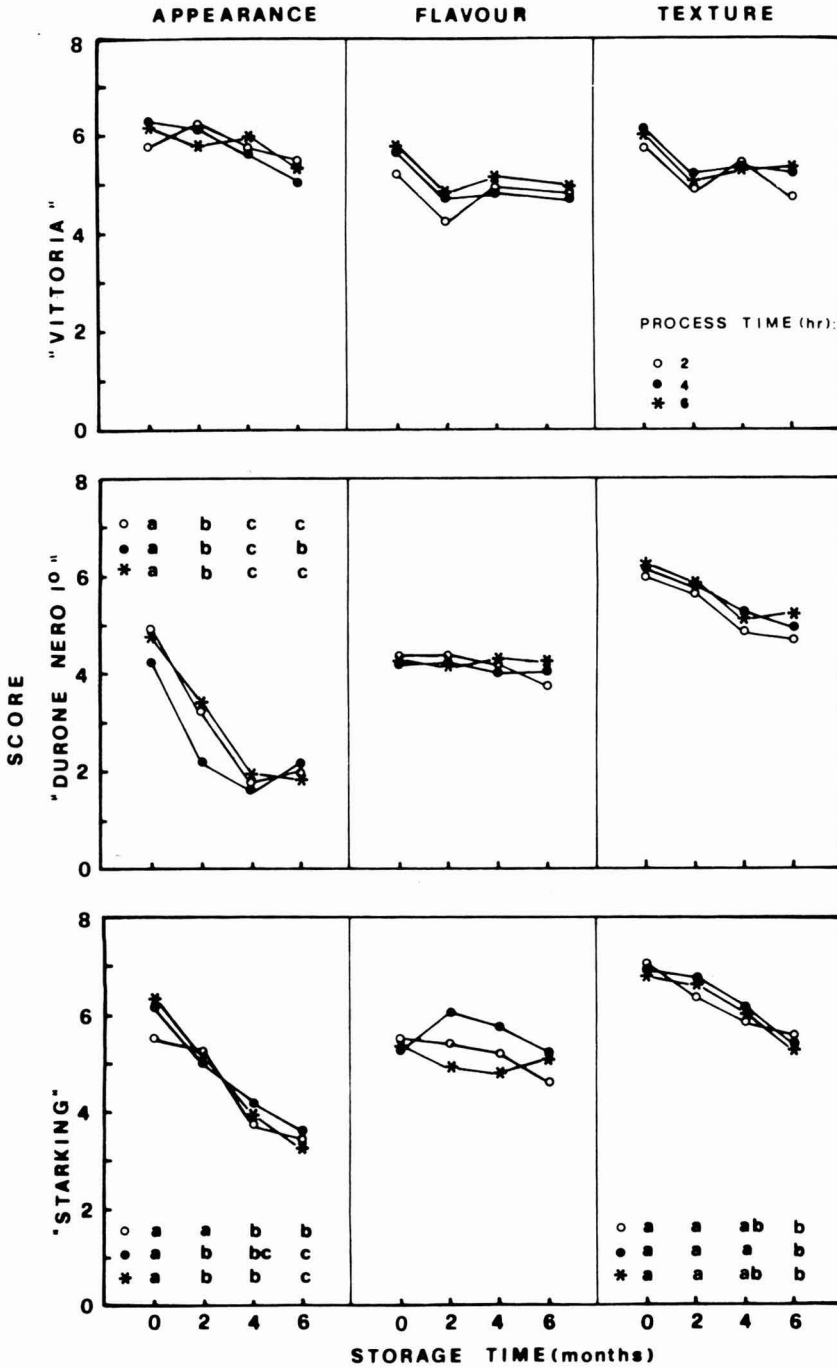 APPEARANCE FLAVOUR TEXTURE
8
6
4
2
0
"VITTORIA"
PROCESS TIME (hr):
○ 2
● 4
* 6
8
6
4
2
0
SCORE
"DURONE NERO Iº"
○ a b c c
● a b c b
* a b c c
8
6
4
2
0
"STARKING"
○ a a b b
● a b bc c
* a b b c
○ a a ab b
● a a a b
* a a ab b
0 2 4 6 0 2 4 6 0 2 4 6
STORAGE TIME (months)